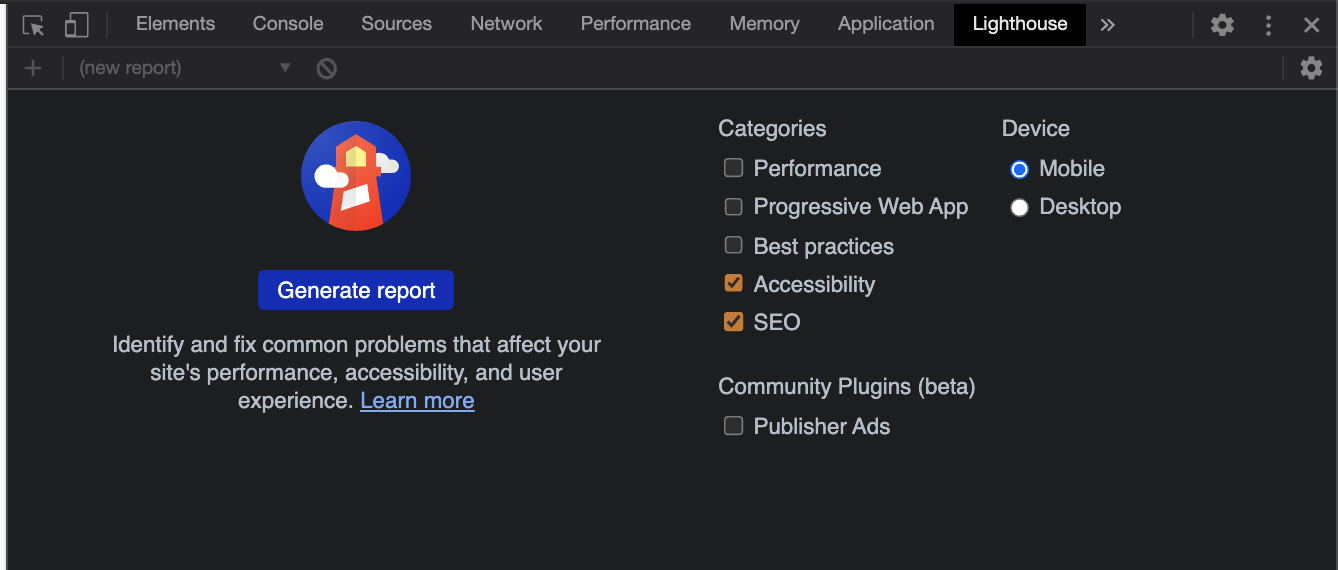 Elements Console Sources Network Performance Memory Application Lighthouse »
(new report)
Generate report
Identify and fix common problems that affect your
site's performance, accessibility, and user
experience. Learn more
Categories
Performance
Progressive Web App
Best practices
Accessibility
SEO
Community Plugins (beta)
Publisher Ads
Device
Mobile
Desktop